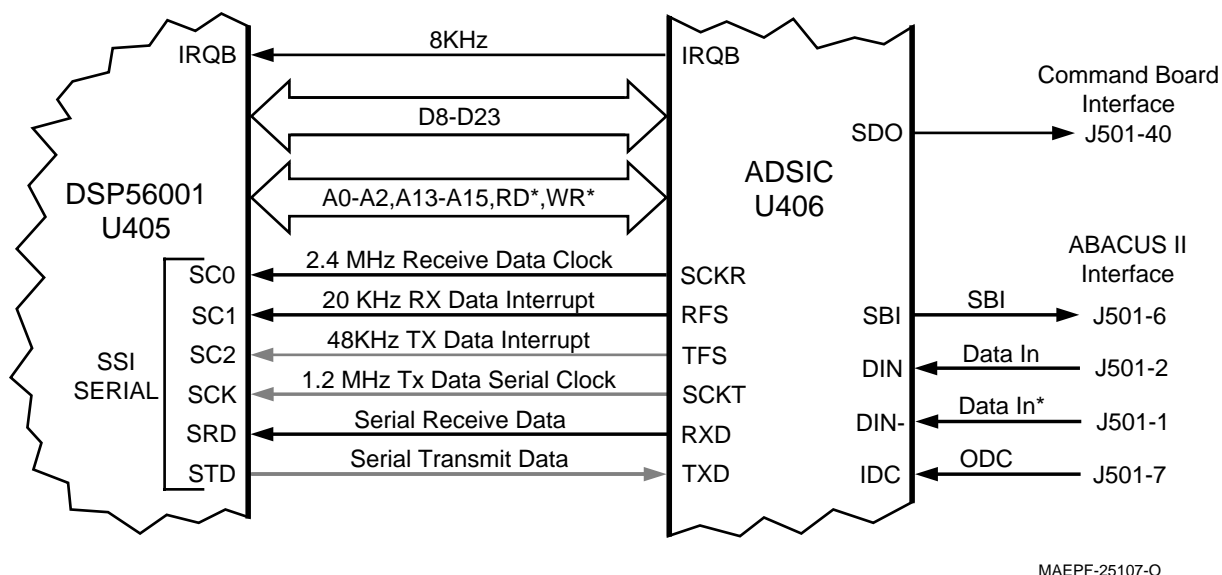 IRQB
8KHz
IRQB
D8-D23
A0-A2,A13-A15,RD*,WR*
DSP56001
U405
ADSIC
U406
SDO
Command Board
Interface
J501-40
SSI
SERIAL
SC0
2.4 MHz Receive Data Clock
SCKR
SC1
20 KHz RX Data Interrupt
RFS
SC2
48KHz TX Data Interrupt
TFS
SCK
1.2 MHz Tx Data Serial Clock
SCKT
SRD
Serial Receive Data
RXD
STD
Serial Transmit Data
TXD
ABACUS II
Interface
SBI
SBI
J501-6
DIN
Data In
J501-2
DIN-
Data In*
J501-1
IDC
ODC
J501-7
MAEPF-25107-O